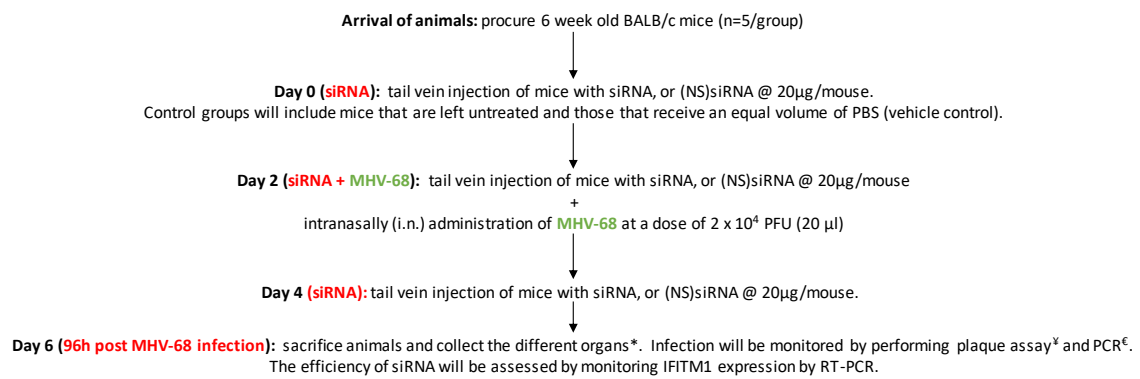 Arrival of animals: procure 6 week old BALB/c mice (n=5/group)
Day 0 (siRNA): tail vein injection of mice with siRNA, or (NS)siRNA @ 20µg/mouse.
Control groups will include mice that are left untreated and those that receive an equal volume of PBS (vehicle control).
Day 2 (siRNA + MHV-68): tail vein injection of mice with siRNA, or (NS)siRNA @ 20µg/mouse
+
intranasally (i.n.) administration of MHV-68 at a dose of 2 x 10⁴ PFU (20 µl)
Day 4 (siRNA): tail vein injection of mice with siRNA, or (NS)siRNA @ 20µg/mouse.
Day 6 (96h post MHV-68 infection): sacrifice animals and collect the different organs*. Infection will be monitored by performing plaque assay¥ and PCR€.
The efficiency of siRNA will be assessed by monitoring IFITM1 expression by RT-PCR.